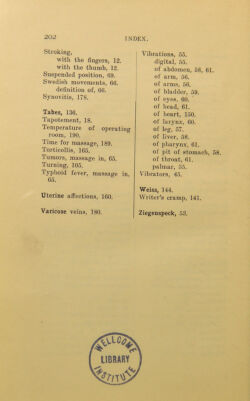 202
INDEX.
Stroking,
with the fingers, 12.
with the thumb, 12.
Suspended position, 69.
Swedish movements, 66.
definition of, 66.
Synovitis, 178.
Tabes, 136.
Tapotement, 18.
Temperature of operating
room, 190.
Time for massage, 189.
Torticollis, 165.
Tumors, massage in, 65.
Turning, 105.
Typhoid fever, massage in,
65.
Uterine affections, 160.
Varicose veins, 180.
Vibrations, 55.
digital, 55.
of abdomen, 58, 61.
of arm, 56.
of arms, 56.
of bladder, 59.
of eyes, 60.
of head, 61.
of heart, 150.
of larynx, 60.
of leg, 57.
of liver, 58.
of pharynx, 61.
of pit of stomach, 58.
of throat, 61.
palmar, 55.
Vibrators, 65.
Weiss, 144.
Writer's cramp, 141.
Ziegenspeck, 53.
WELLCOME
LIBRARY
INSTITUTE